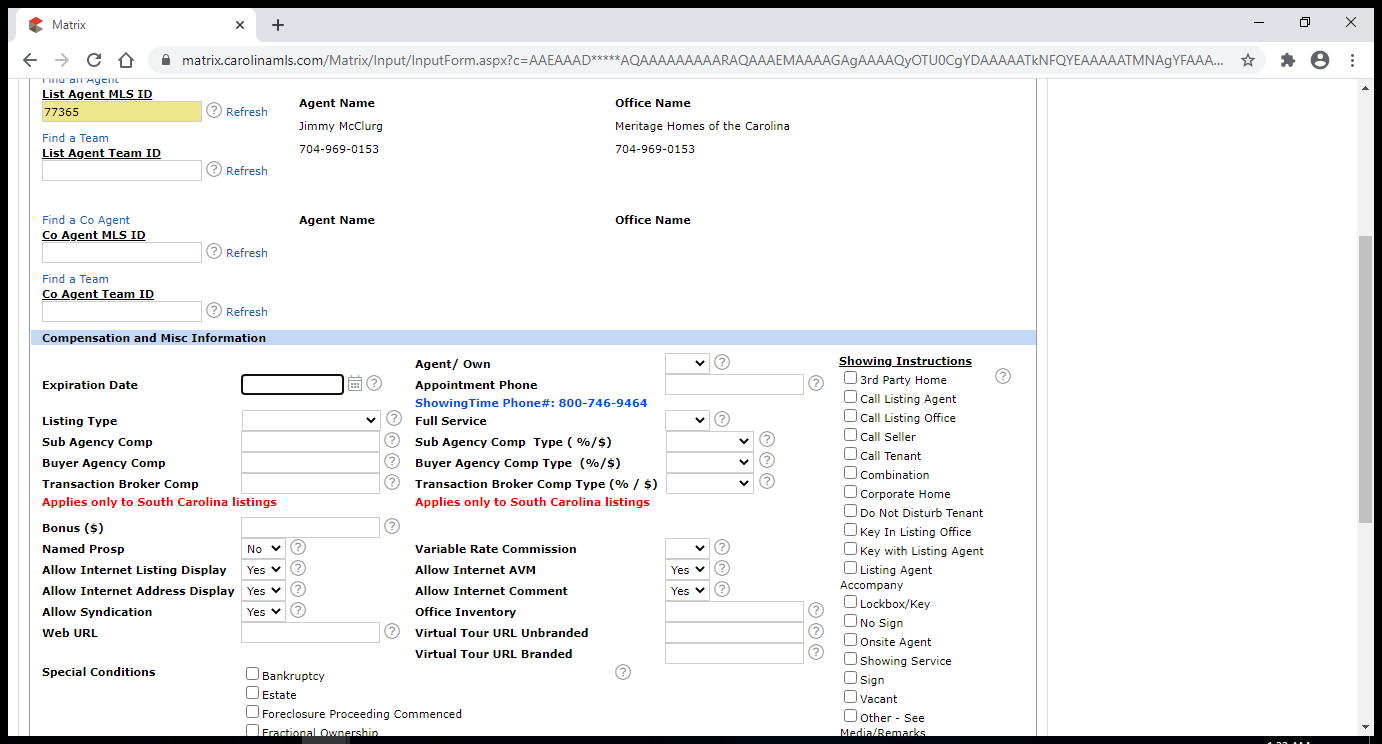 Matrix
matrix.carolinamls.com/Matrix/Input/InputForm.aspx?c=AAEAAAD*****AQAAAAAAAAARAQAAAEMAAAAGAgAAAAQyOTU0CgYDAAAAATkNFQYEAAAAATMNAgYFAAA...
Find an Agent
List Agent MLS ID
77365 ? Refresh
Agent Name Office Name
Jimmy McClurg Meritage Homes of the Carolina
704-969-0153 704-969-0153
Find a Team
List Agent Team ID
? Refresh
Find a Co Agent Agent Name Office Name
Co Agent MLS ID
? Refresh
Find a Team
Co Agent Team ID
? Refresh
Compensation and Misc Information
Agent/ Own ?
Expiration Date ? Appointment Phone ?
ShowingTime Phone#: 800-746-9464
Listing Type ? Full Service ?
Sub Agency Comp ? Sub Agency Comp Type ( %/$) ?
Buyer Agency Comp ? Buyer Agency Comp Type (%/$) ?
Transaction Broker Comp ? Transaction Broker Comp Type (% / $) ?
Applies only to South Carolina listings Applies only to South Carolina listings
Bonus ($) ?
Named Prosp No ? Variable Rate Commission ?
Allow Internet Listing Display Yes ? Allow Internet AVM Yes ?
Allow Internet Address Display Yes ? Allow Internet Comment Yes ?
Allow Syndication Yes ? Office Inventory ?
Web URL ? Virtual Tour URL Unbranded ?
Virtual Tour URL Branded ?
Special Conditions ?
Bankruptcy
Estate
Foreclosure Proceeding Commenced
Fractional Ownership
Showing Instructions
3rd Party Home ?
Call Listing Agent
Call Listing Office
Call Seller
Call Tenant
Combination
Corporate Home
Do Not Disturb Tenant
Key In Listing Office
Key with Listing Agent
Listing Agent
Accompany
Lockbox/Key
No Sign
Onsite Agent
Showing Service
Sign
Vacant
Other - See
Media/Remarks